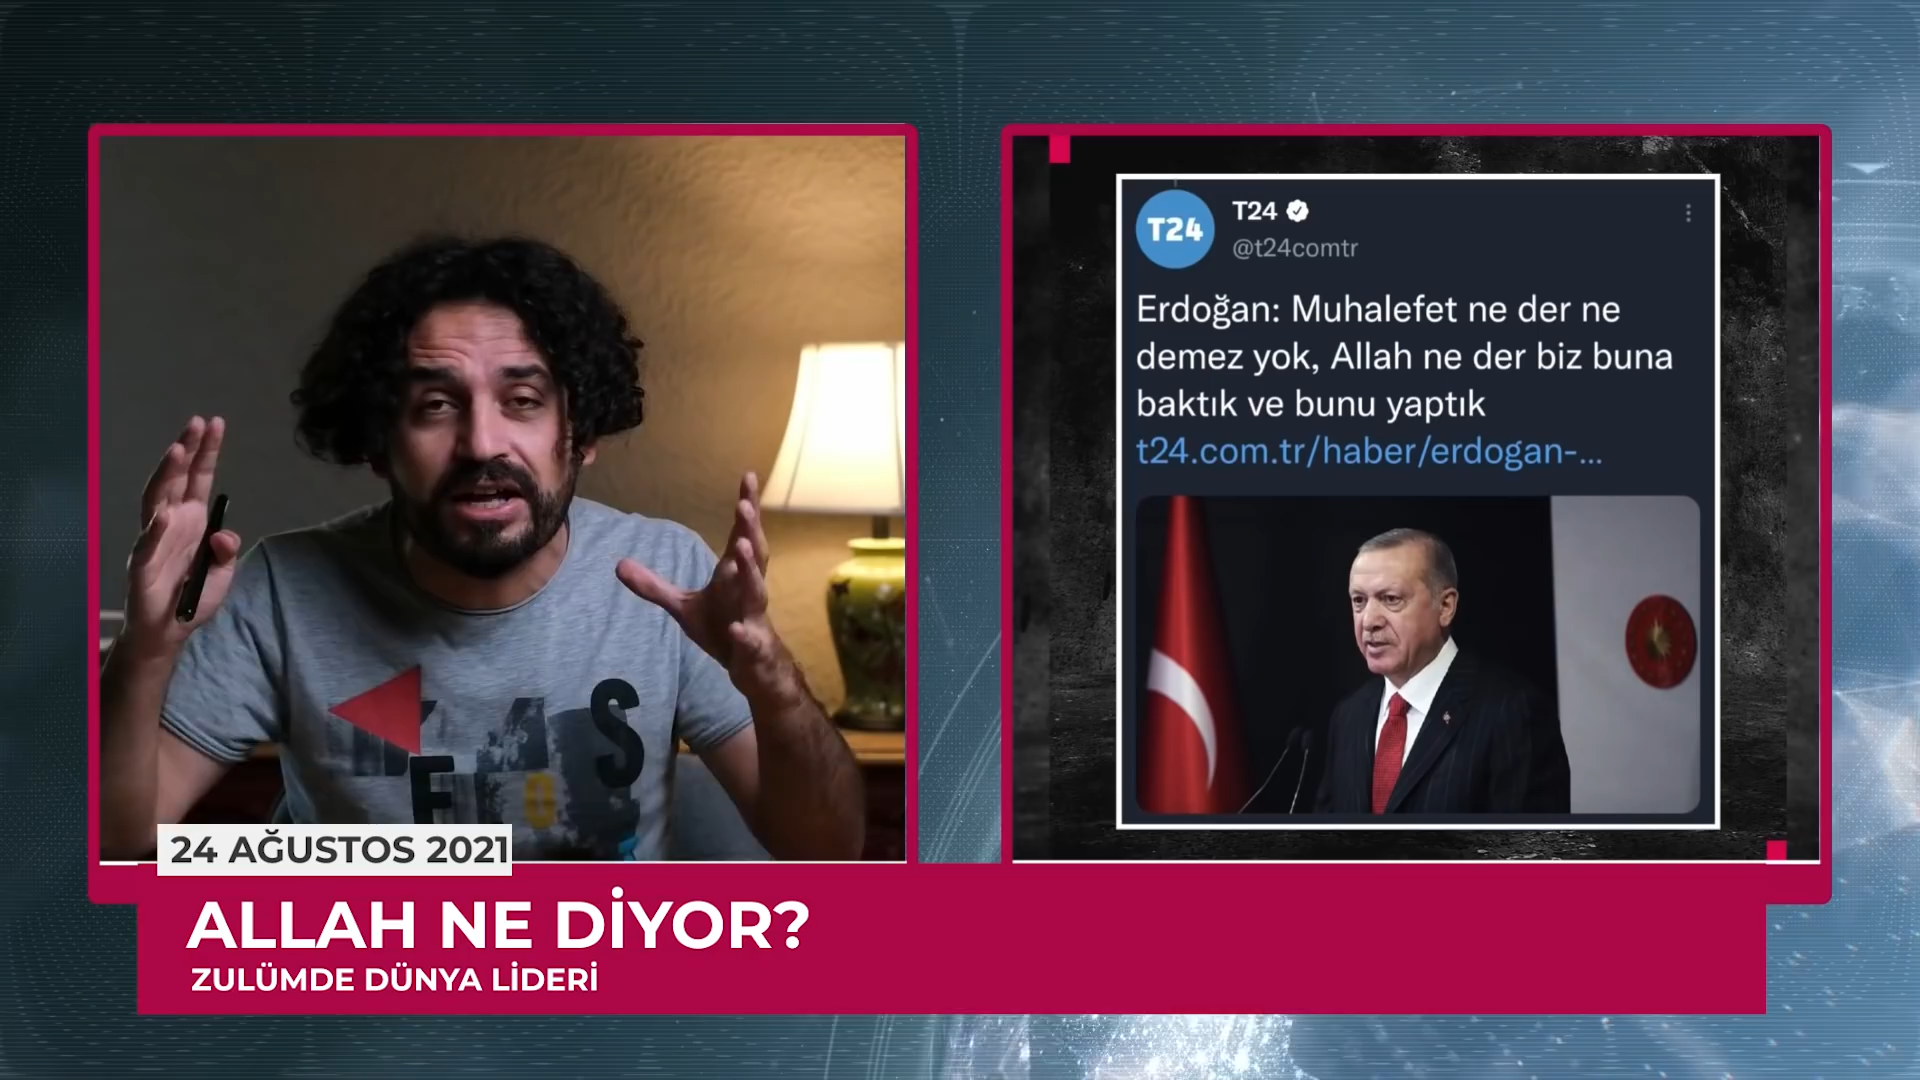 T24
T24
@t24comtr
Erdoğan: Muhalefet ne der ne
demez yok, Allah ne der biz buna
baktık ve bunu yaptık
t24.com.tr/haber/erdogan-...
S
E
24 AĞUSTOS 2021
ALLAH NE DİYOR?
ZULÜMDE DÜNYA LİDERİ